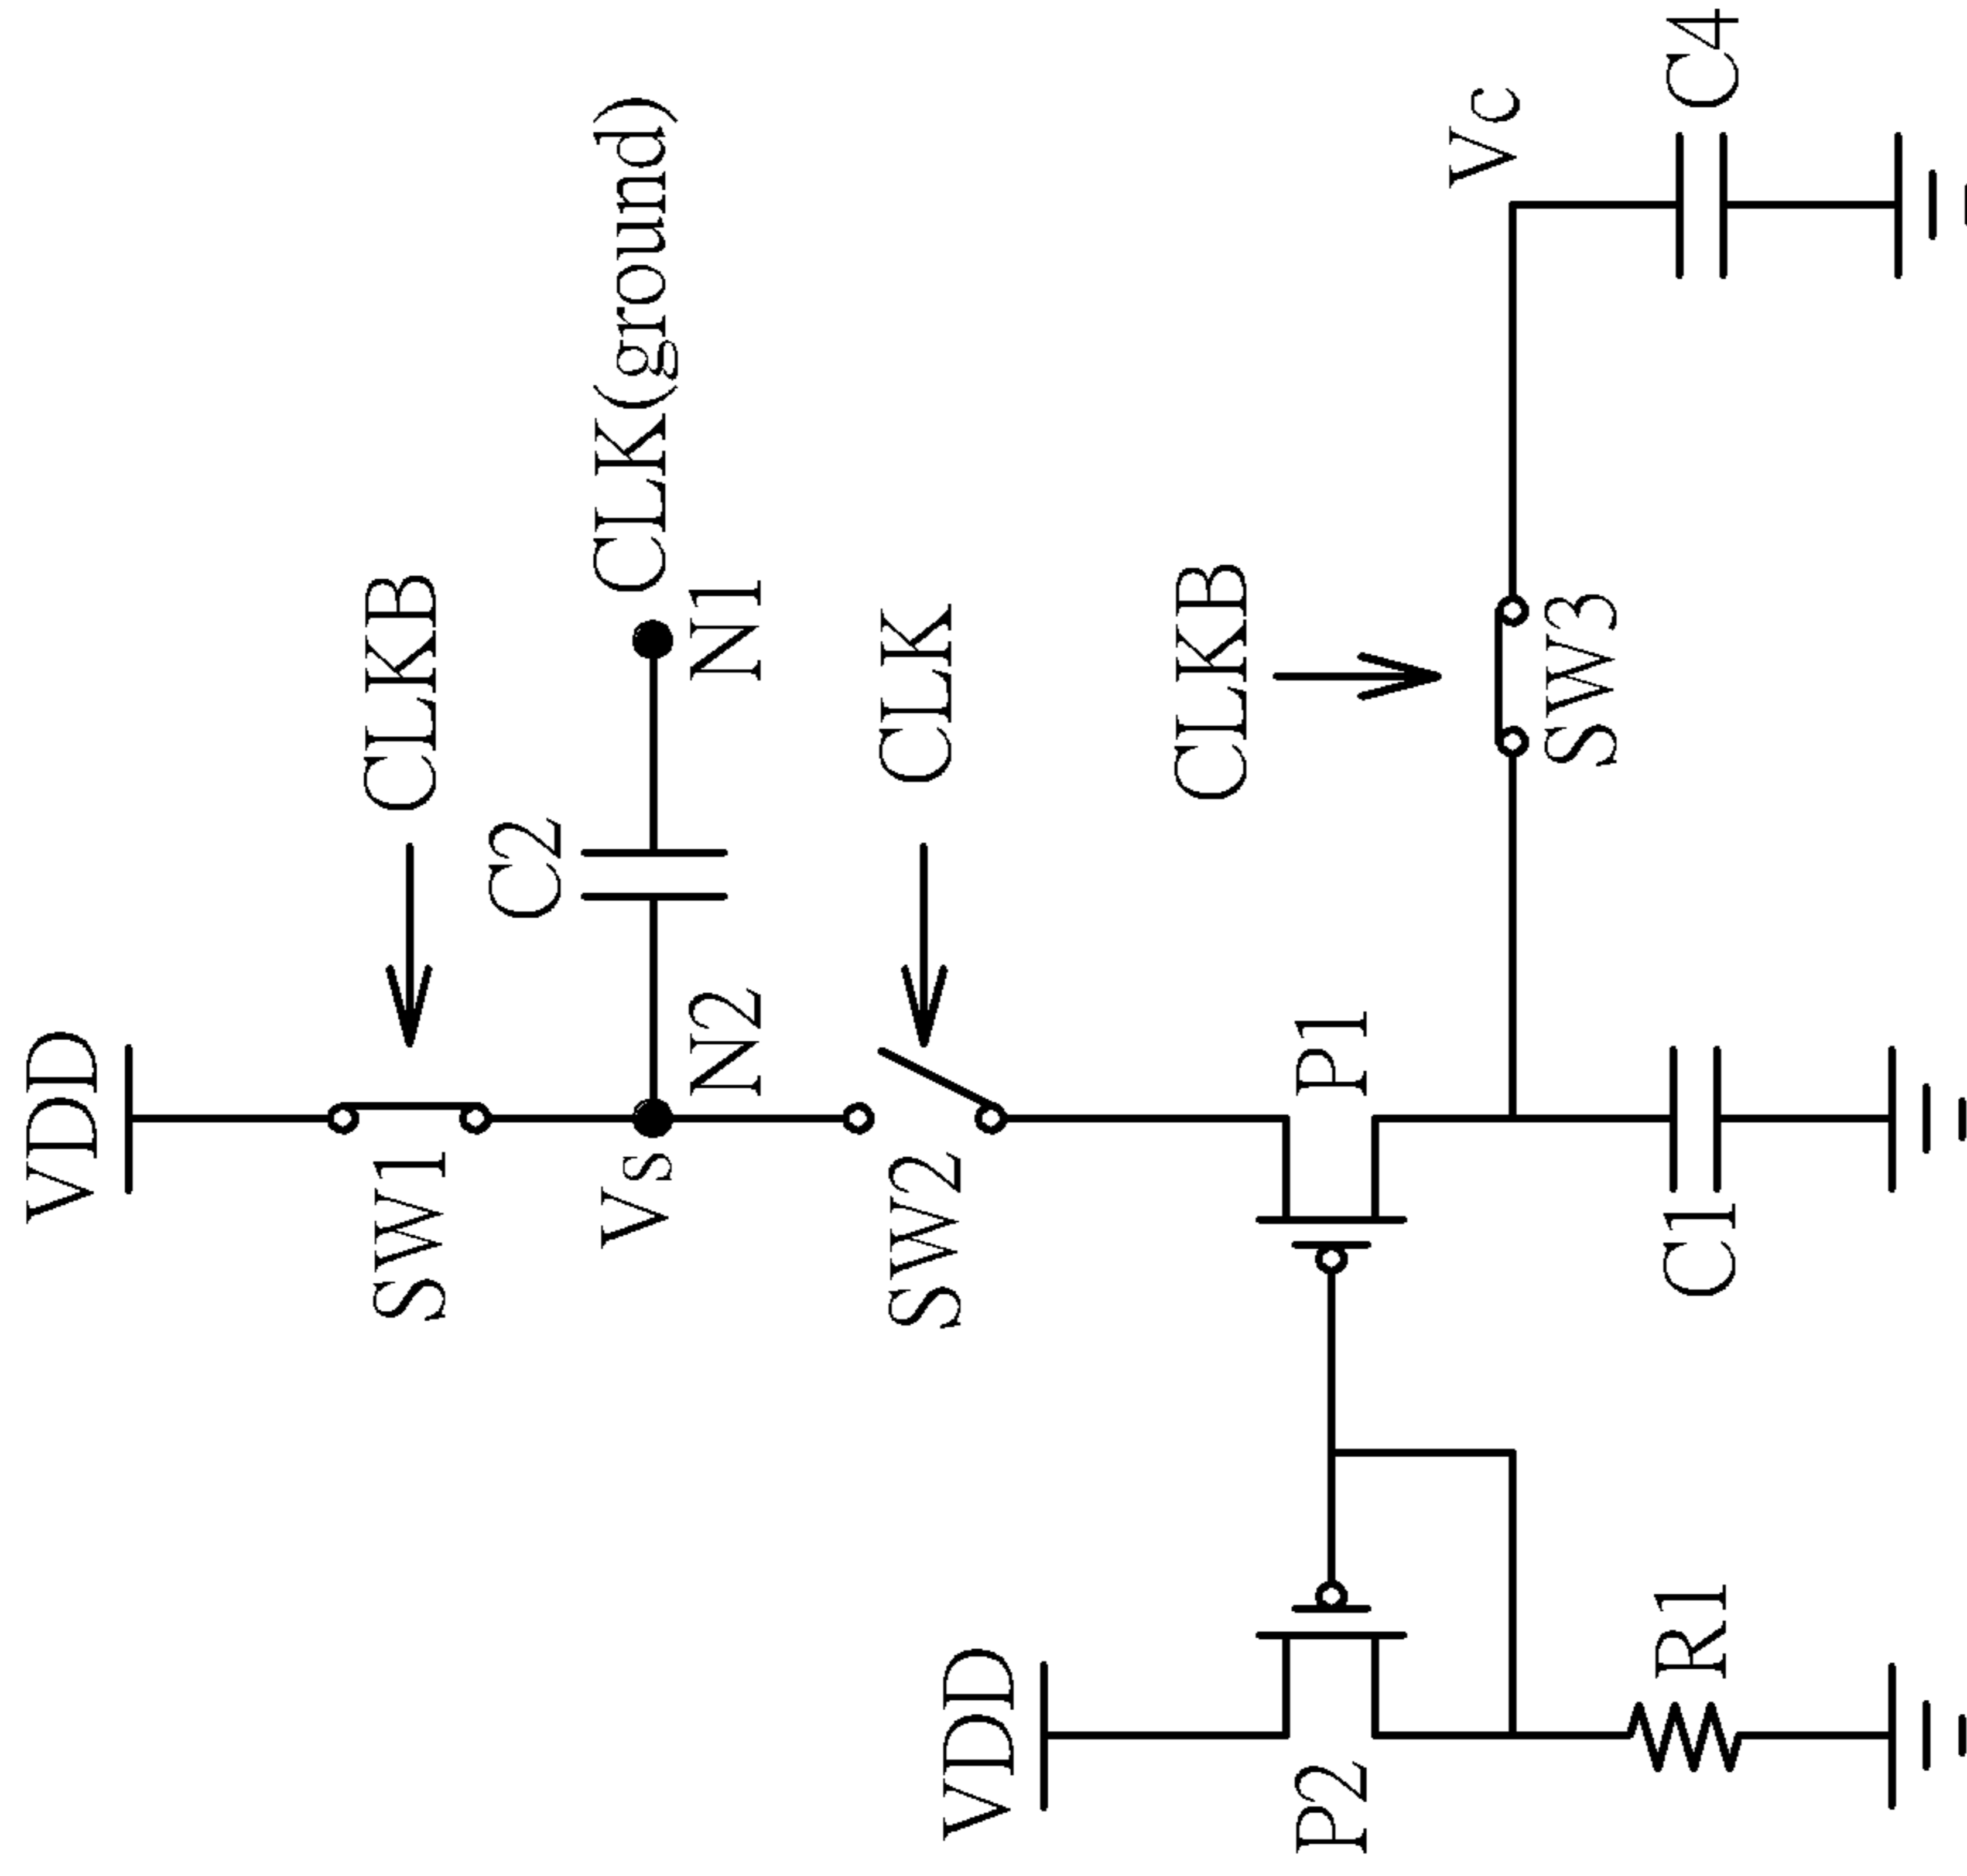 VDD
CLKB
SW1
C2
CLK(ground)
Vs
N2
N1
CLK
SW2
VDD
CLKB
P2
P1
SW3
Vc
R1
C1
C4